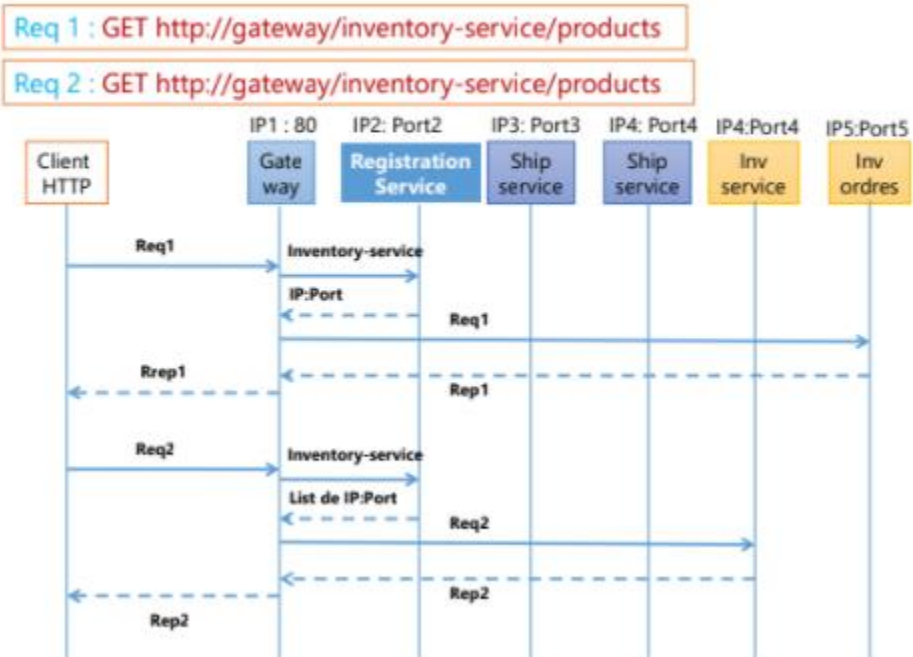 Req 1 : GET http://gateway/inventory-service/products
Req 2 : GET http://gateway/inventory-service/products
IP1 : 80
IP2: Port2
IP3: Port3
IP4: Port4
IP4:Port4
IP5:Port5
Client
HTTP
Gate
way
Registration
Service
Ship
service
Ship
service
Inv
service
Inv
ordres
Req1
Inventory-service
IP:Port
Req1
Rrep1
Rep1
Req2
Inventory-service
List de IP:Port
Req2
Rep2
Rep2